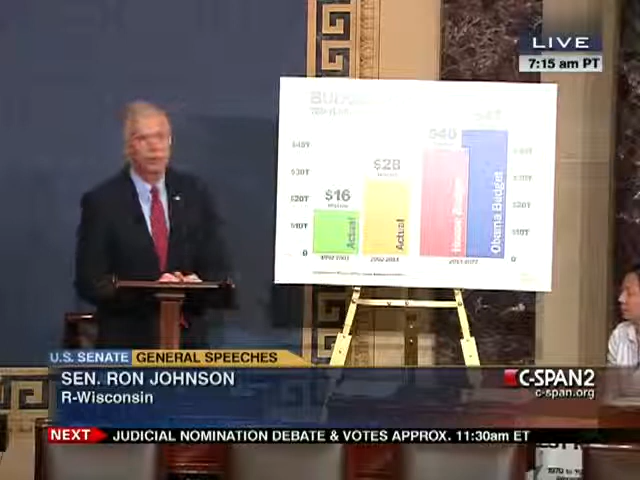 LIVE
7:15 am PT
$16
$28
$40
$47
$40T
$30T
$20T
$10T
0
Actual
Actual
House Budget
Obama Budget
0
U.S. SENATE GENERAL SPEECHES
SEN. RON JOHNSON
R-Wisconsin
C-SPAN2
c-span.org
NEXT JUDICIAL NOMINATION DEBATE & VOTES APPROX. 11:30am ET